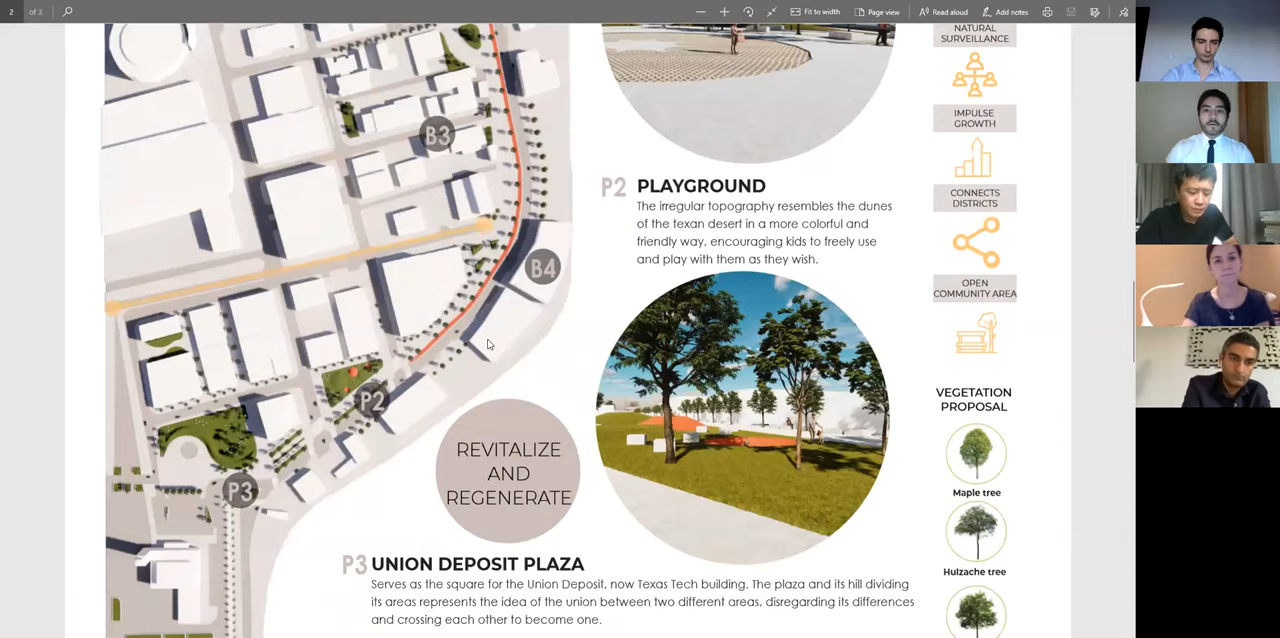 2 of 3
Fit to width
Page view
Read aloud
Add notes
NATURAL
SURVEILLANCE
IMPULSE
GROWTH
CONNECTS
DISTRICTS
OPEN
COMMUNITY AREA
VEGETATION
PROPOSAL
Maple tree
Hulzache tree
B3
B4
P2
P3
P2 PLAYGROUND
The irregular topography resembles the dunes
of the texan desert in a more colorful and
friendly way, encouraging kids to freely use
and play with them as they wish.
REVITALIZE
AND
REGENERATE
P3 UNION DEPOSIT PLAZA
Serves as the square for the Union Deposit, now Texas Tech building. The plaza and its hill dividing
its areas represents the idea of the union between two different areas, disregarding its differences
and crossing each other to become one.